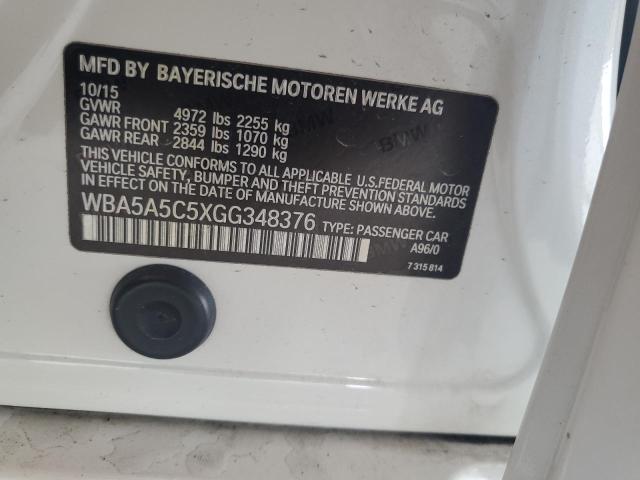 MFD BY BAYERISCHE MOTOREN WERKE AG
10/15
GVWR 4972 lbs 2255 kg
GAWR FRONT 2359 lbs 1070 kg
GAWR REAR 2844 lbs 1290 kg
THIS VEHICLE CONFORMS TO ALL APPLICABLE U.S.FEDERAL MOTOR
VEHICLE SAFETY, BUMPER AND THEFT PREVENTION STANDARDS
IN EFFECT ON THE DATE OF MANUFACTURE SHOWN ABOVE.
WBA5A5C5XGG348376 TYPE: PASSENGER CAR
A96/0
7 315 814
BMW
BMW
BMW